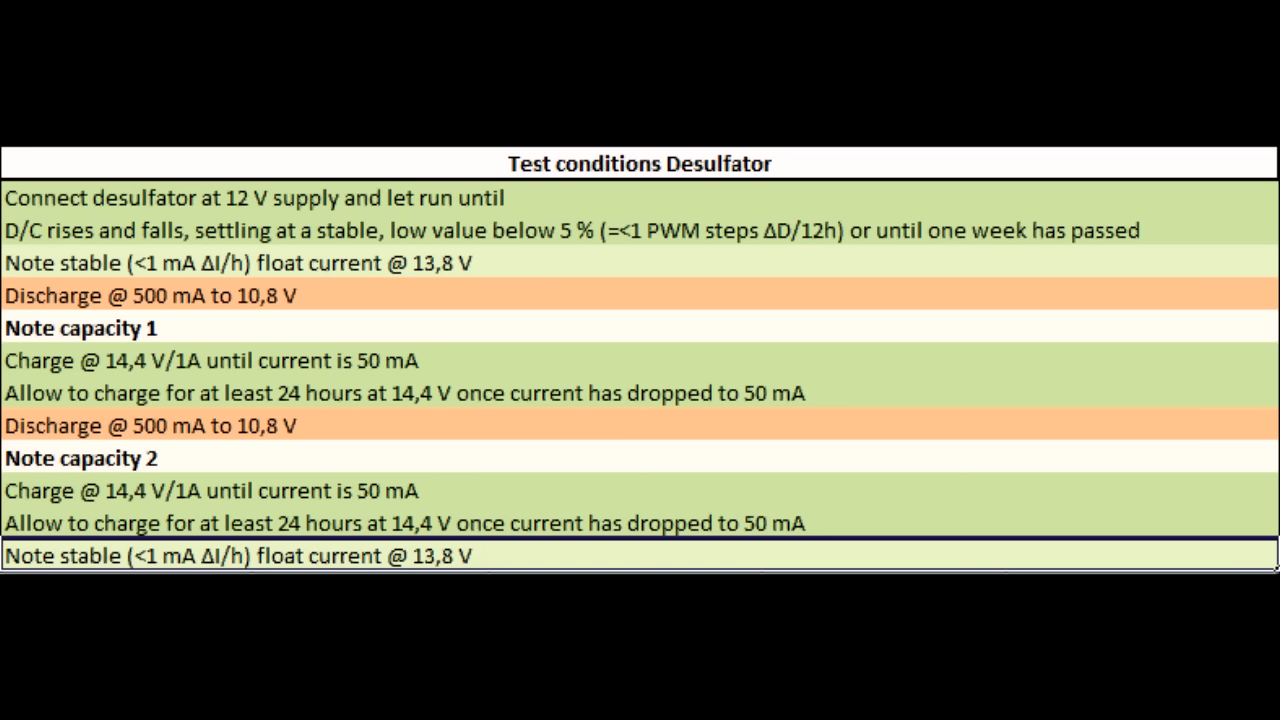 Test conditions Desulfator
Connect desulfator at 12 V supply and let run until
D/C rises and falls, settling at a stable, low value below 5 % (=<1 PWM steps ΔD/12h) or until one week has passed
Note stable (<1 mA ΔI/h) float current @ 13,8 V
Discharge @ 500 mA to 10,8 V
Note capacity 1
Charge @ 14,4 V/1A until current is 50 mA
Allow to charge for at least 24 hours at 14,4 V once current has dropped to 50 mA
Discharge @ 500 mA to 10,8 V
Note capacity 2
Charge @ 14,4 V/1A until current is 50 mA
Allow to charge for at least 24 hours at 14,4 V once current has dropped to 50 mA
Note stable (<1 mA ΔI/h) float current @ 13,8 V